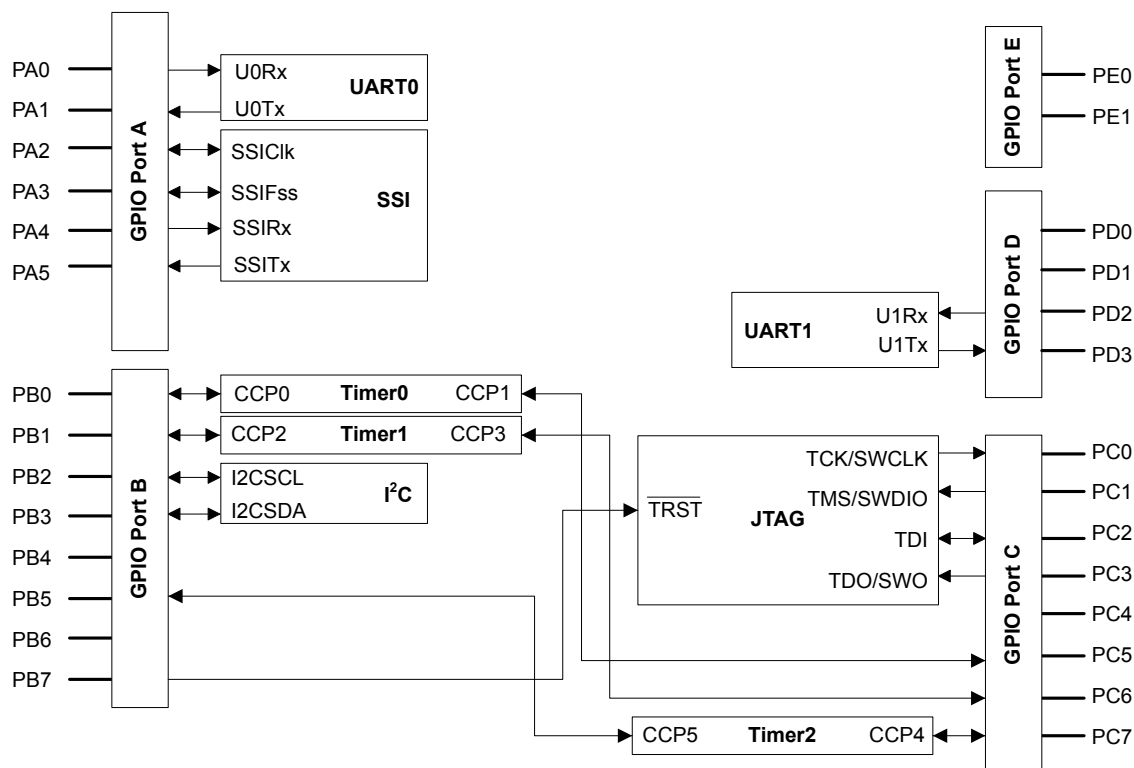 PA0
PA1
PA2
PA3
PA4
PA5
GPIO Port A
U0Rx
U0Tx
UART0
SSIClk
SSIFss
SSIRx
SSITx
SSI
GPIO Port E
PE0
PE1
GPIO Port D
PD0
PD1
PD2
PD3
UART1
U1Rx
U1Tx
PB0
PB1
PB2
PB3
PB4
PB5
PB6
PB7
GPIO Port B
CCP0 Timer0 CCP1
CCP2 Timer1 CCP3
I2CSCL
I2CSDA
I²C
TRST
JTAG
TCK/SWCLK
TMS/SWDIO
TDI
TDO/SWO
GPIO Port C
PC0
PC1
PC2
PC3
PC4
PC5
PC6
PC7
CCP5 Timer2 CCP4